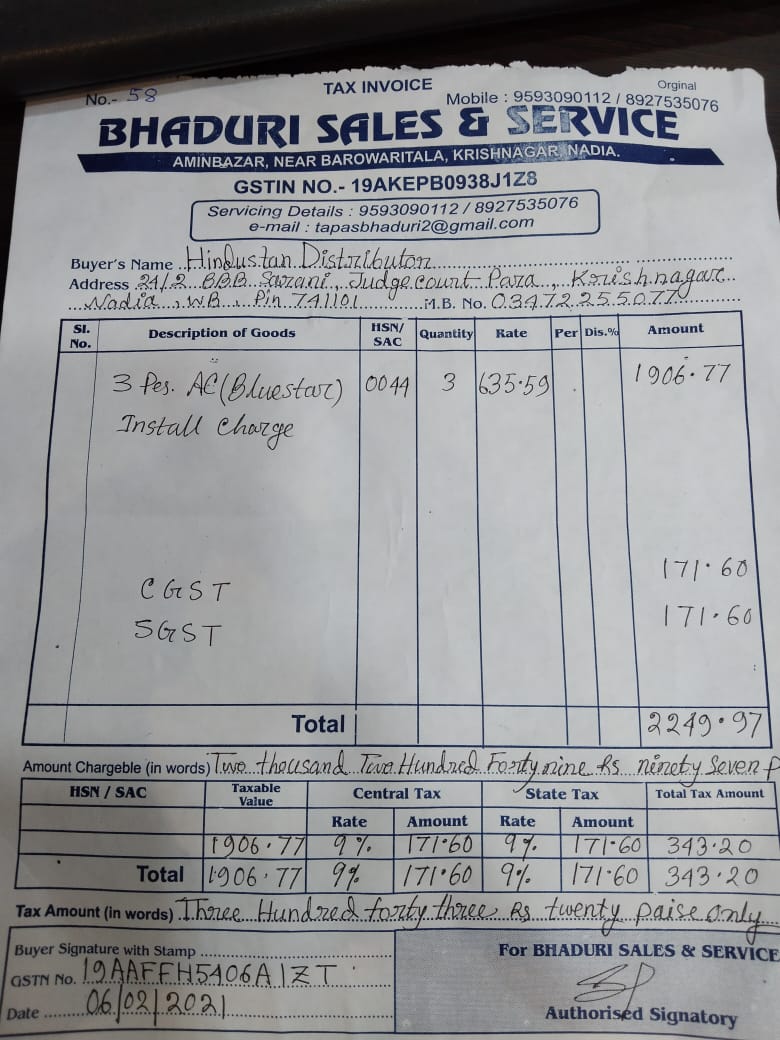 No.- 58
TAX INVOICE
Orginal
Mobile : 9593090112 / 8927535076
BHADURI SALES & SERVICE
AMINBAZAR, NEAR BAROWARITALA, KRISHNAGAR, NADIA.
GSTIN NO.- 19AKEPB0938J1Z8
Servicing Details : 9593090112 / 8927535076
e-mail : tapasbhaduri2@gmail.com
Buyer's Name Hindustan Distributon
Address 24/2 BBB Sarani, Judge court Para, Krishnagar
Nadia, WB, Pin 741101 M.B. No. 03472255077
Sl. No. Description of Goods HSN/ SAC Quantity Rate Per Dis.% Amount
3 Pes. AC (Bluestar) 0044 3 635.59 1906.77
Install Charge
CGST 171.60
SGST 171.60
Total 2249.97
Amount Chargeble (in words) Two thousand Two Hundred Forty nine Rs ninety seven P
HSN / SAC Taxable Value Central Tax State Tax Total Tax Amount
Rate Amount Rate Amount
1906.77 9% 171.60 9% 171.60 343.20
Total 1906.77 9% 171.60 9% 171.60 343.20
Tax Amount (in words) Three Hundred forty three Rs twenty paise only
Buyer Signature with Stamp
For BHADURI SALES & SERVICE
GSTN No. 19AAFFH5406A1ZT
Date 06/02/2021
Authorised Signatory